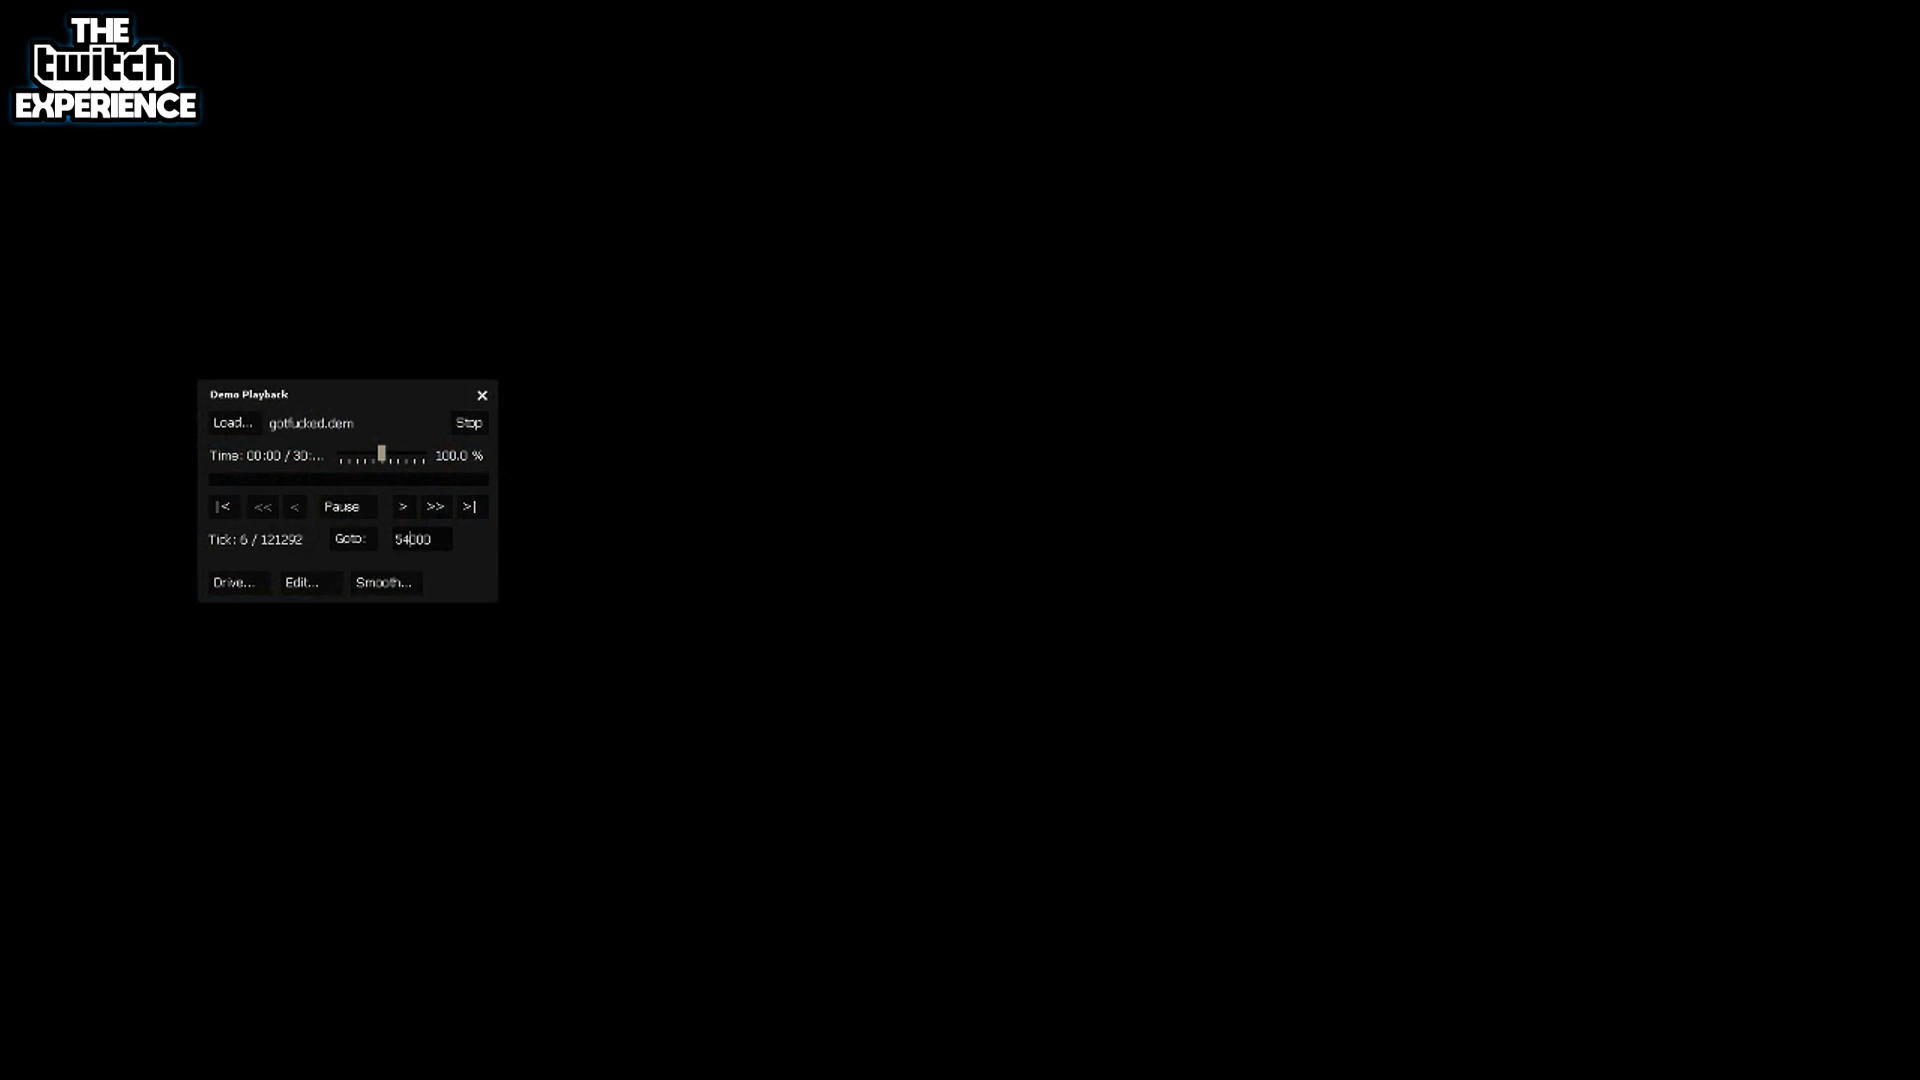 THE
twitch
EXPERIENCE
Demo Playback
Load... gotfucked.dem Stop
Time: 00:00 / 30:... 100.0 %
|< << < Pause > >> >|
Tick: 6 / 121292 Goto: 54000
Drive... Edit... Smooth...